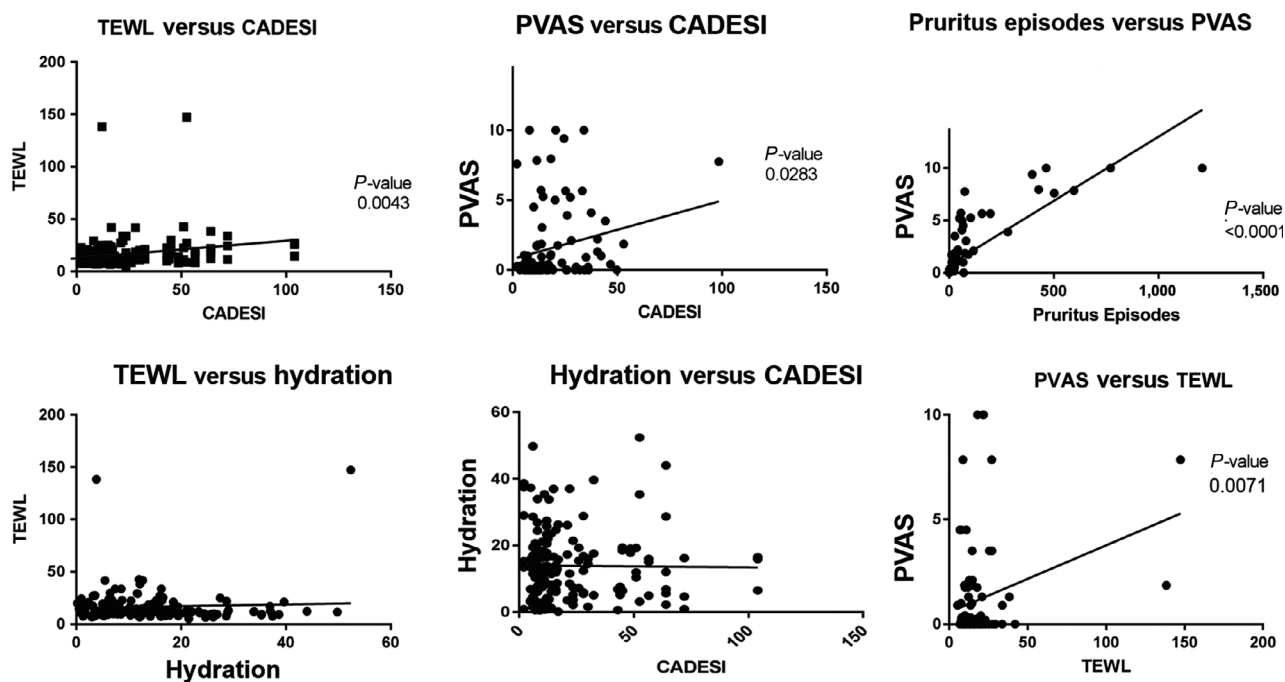 TEWL versus CADESI
200
150
100
50
0
TEWL
P-value
0.0043
0
50
100
150
CADESI
PVAS versus CADESI
10
5
0
PVAS
P-value
0.0283
0
50
100
150
CADESI
Pruritus episodes versus PVAS
10
5
0
PVAS
P-value
<0.0001
0
500
1,000
1,500
Pruritus Episodes
TEWL versus hydration
200
150
100
50
0
TEWL
0
20
40
60
Hydration
Hydration versus CADESI
60
40
20
0
Hydration
0
50
100
150
CADESI
PVAS versus TEWL
10
5
0
PVAS
P-value
0.0071
0
50
100
150
200
TEWL